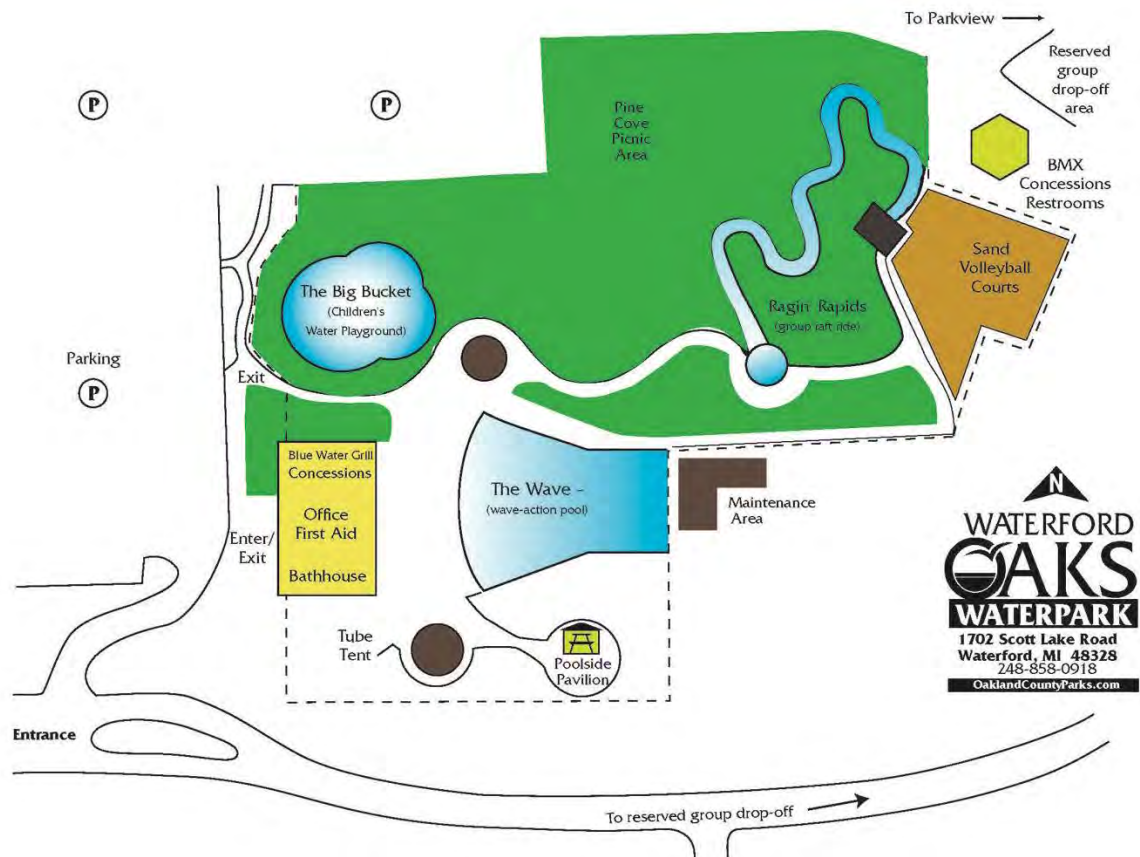 To Parkview
Reserved
group
drop-off
area
P
P
Pine
Cove
Picnic
Area
BMX
Concessions
Restrooms
Sand
Volleyball
Courts
The Big Bucket
(Children's
Water Playground)
Ragin Rapids
(group raft ride)
Parking
P
Exit
Blue Water Grill
Concessions
Office
First Aid
Bathhouse
Enter/
Exit
The Wave –
(wave-action pool)
Maintenance
Area
Tube
Tent
Poolside
Pavilion
N
WATERFORD
OAKS
WATERPARK
1702 Scott Lake Road
Waterford, MI 48328
248-858-0918
OaklandCountyParks.com
Entrance
To reserved group drop-off